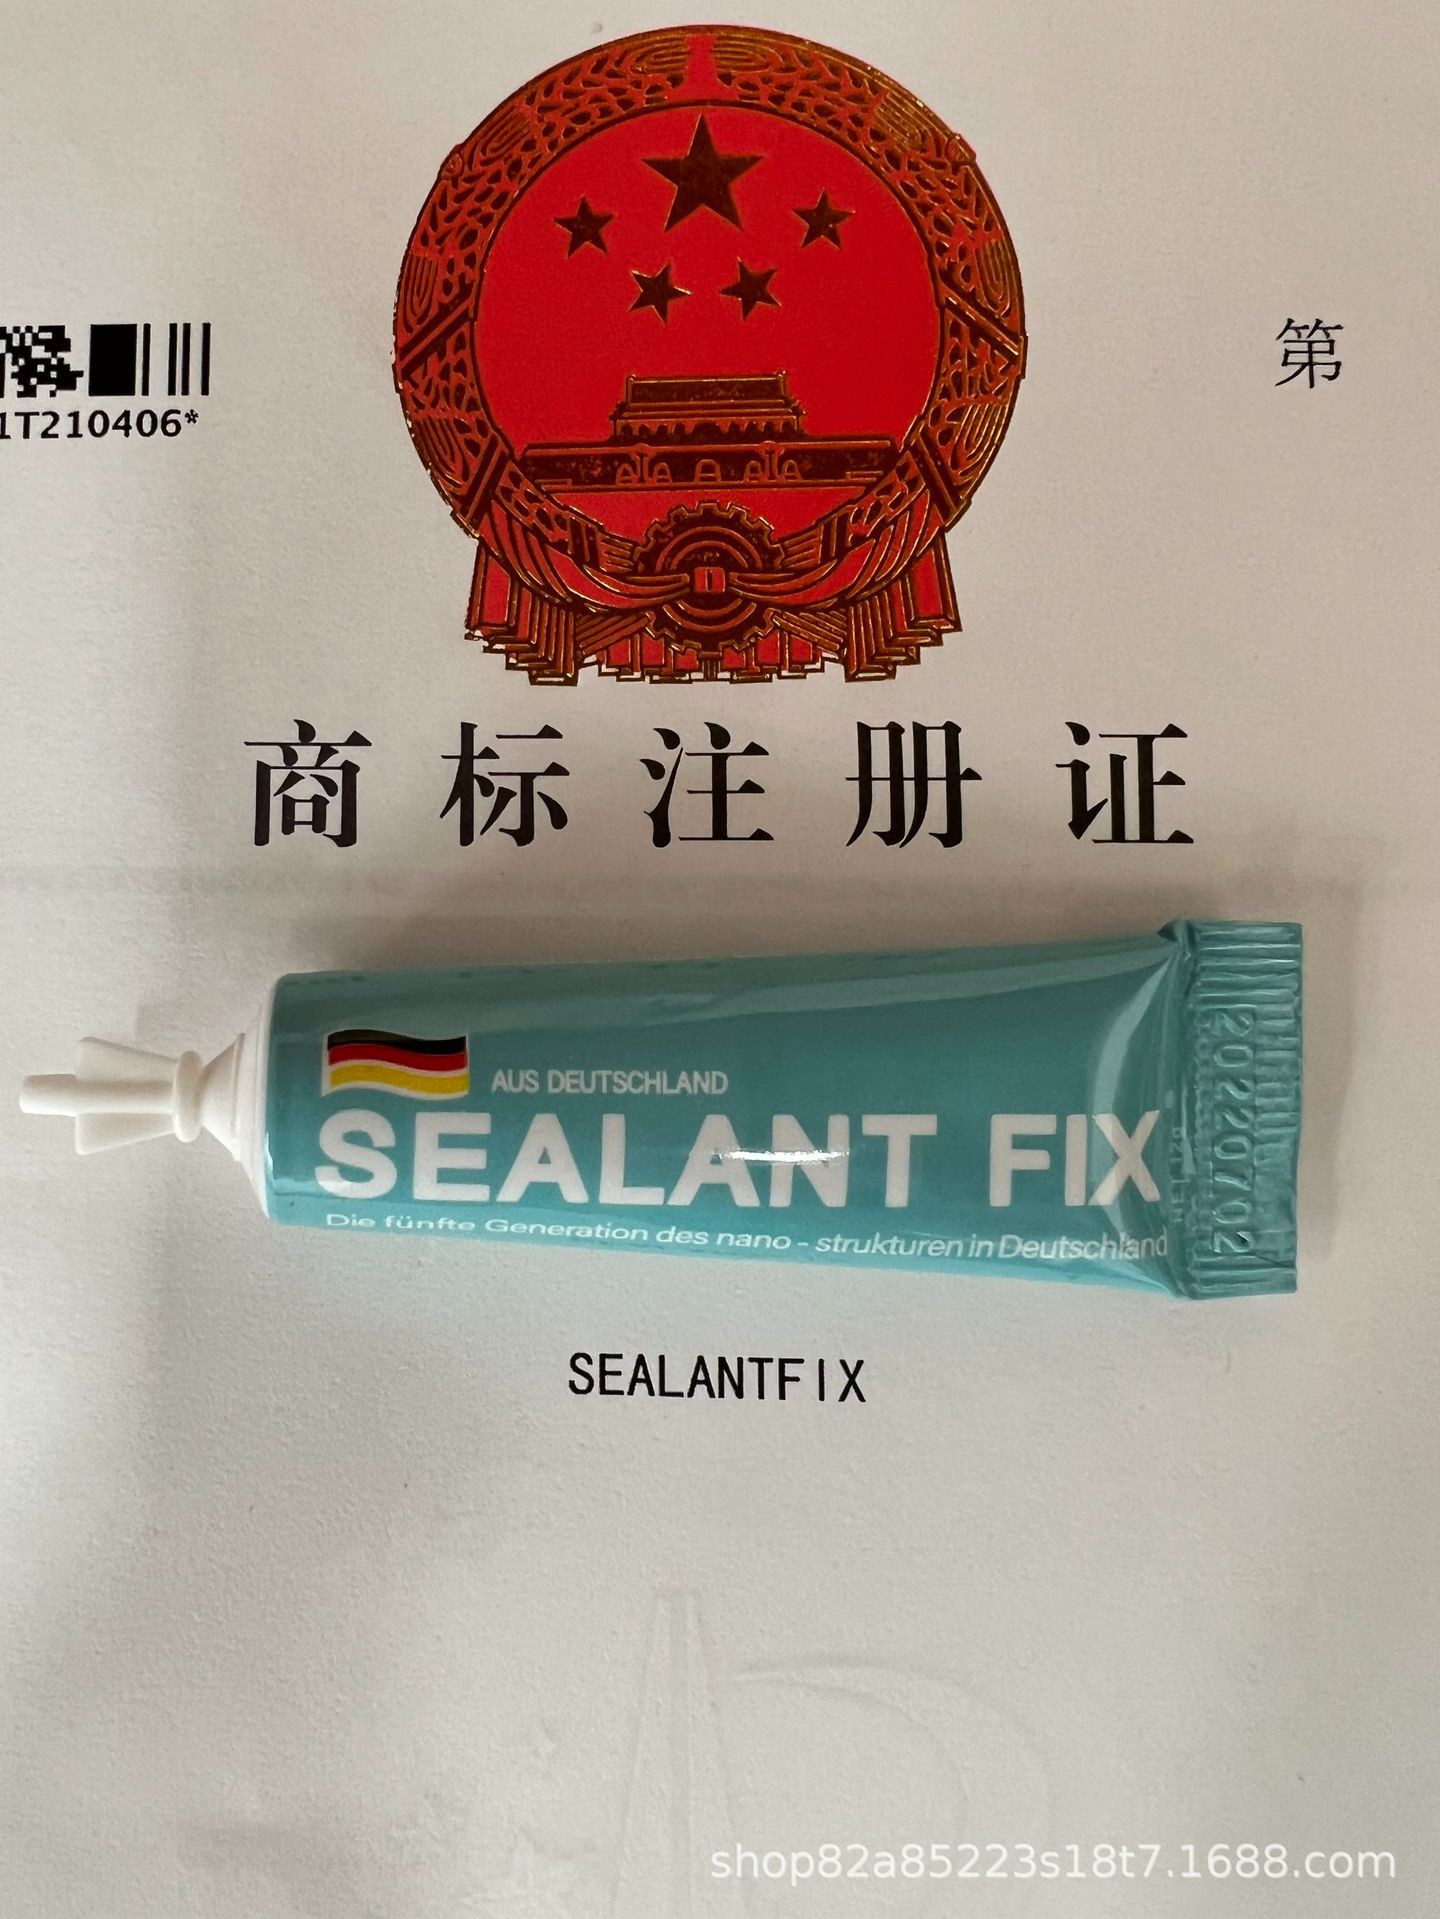 第
1T210406*
商标注册证
AUS DEUTSCHLAND
SEALANT FIX
Die fünfte Generation des nano - strukturen in Deutschland
20220702
SEALANTFIX
shop82a85223s18t7.1688.com